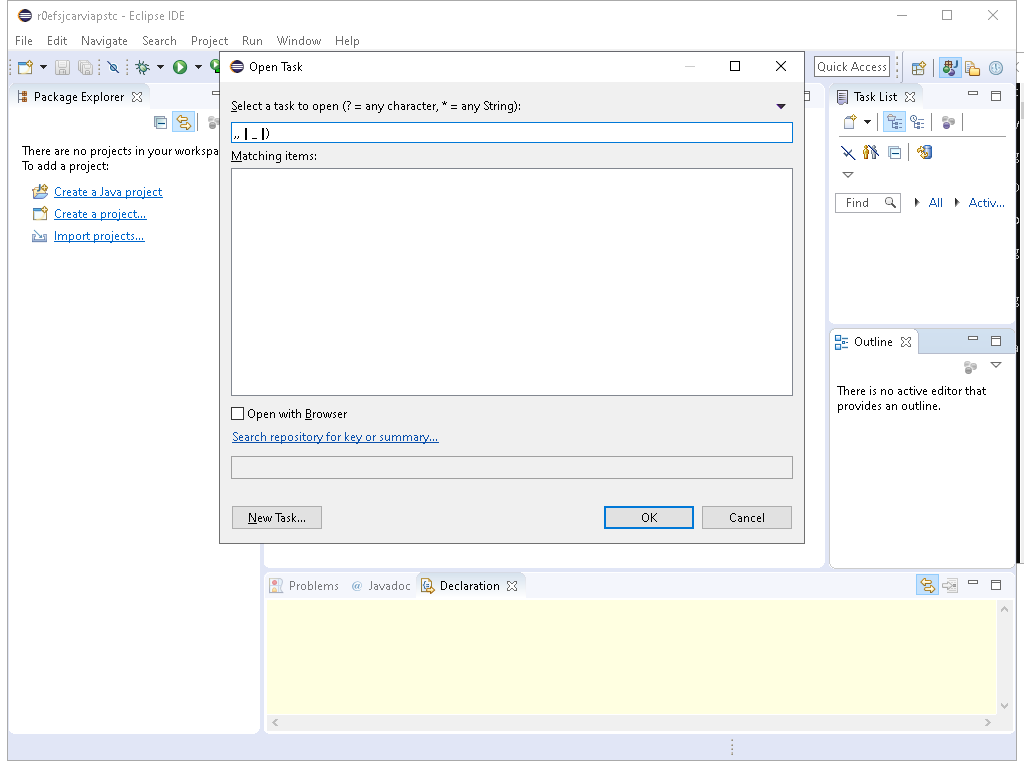 r0efsjcarviapstc - Eclipse IDE
File Edit Navigate Search Project Run Window Help
Quick Access
Package Explorer
There are no projects in your workspa
To add a project:
Create a Java project
Create a project...
Import projects...
Open Task
Select a task to open (? = any character, * = any String):
,, | _ |)
Matching items:
Open with Browser
Search repository for key or summary...
New Task...
OK
Cancel
Task List
Find
All
Activ...
Outline
There is no active editor that
provides an outline.
Problems
@ Javadoc
Declaration